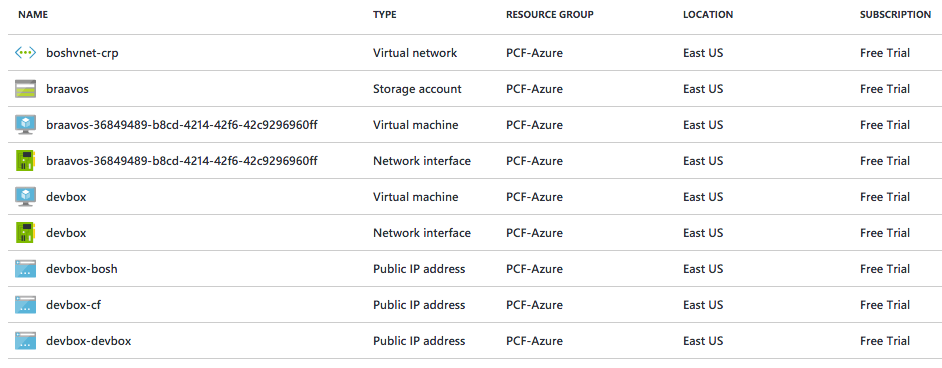 NAME TYPE RESOURCE GROUP LOCATION SUBSCRIPTION
boshvnet-crp Virtual network PCF-Azure East US Free Trial
braavos Storage account PCF-Azure East US Free Trial
braavos-36849489-b8cd-4214-42f6-42c9296960ff Virtual machine PCF-Azure East US Free Trial
braavos-36849489-b8cd-4214-42f6-42c9296960ff Network interface PCF-Azure East US Free Trial
devbox Virtual machine PCF-Azure East US Free Trial
devbox Network interface PCF-Azure East US Free Trial
devbox-bosh Public IP address PCF-Azure East US Free Trial
devbox-cf Public IP address PCF-Azure East US Free Trial
devbox-devbox Public IP address PCF-Azure East US Free Trial